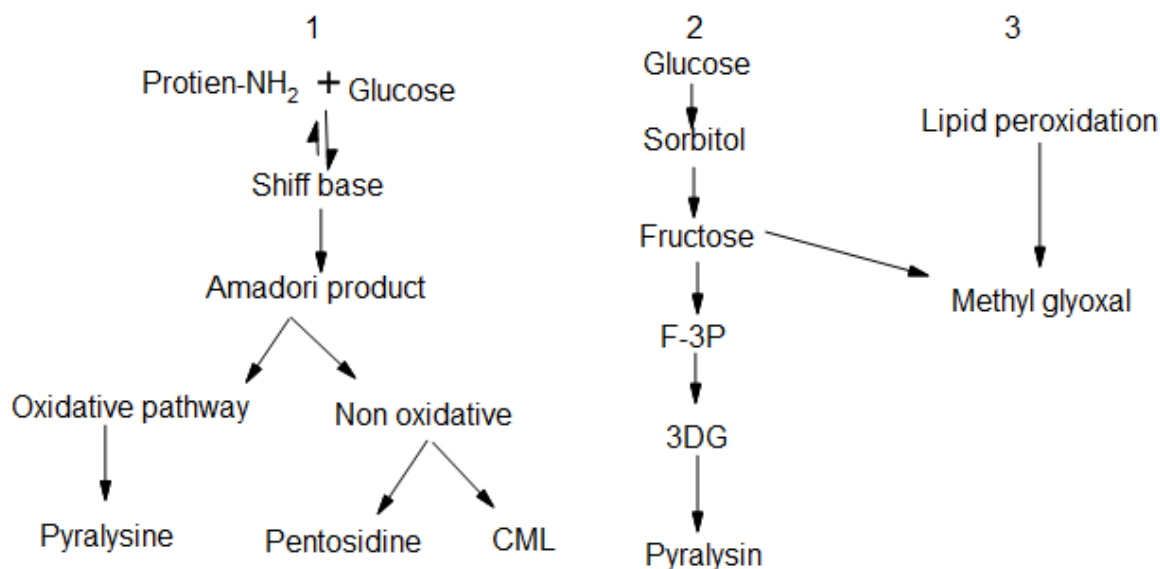 1
Protien-NH2 + Glucose
Shiff base
Amadori product
Oxidative pathway
Non oxidative
Pyralysine
Pentosidine
CML
2
Glucose
Sorbitol
Fructose
F-3P
3DG
Pyralysin
3
Lipid peroxidation
Methyl glyoxal